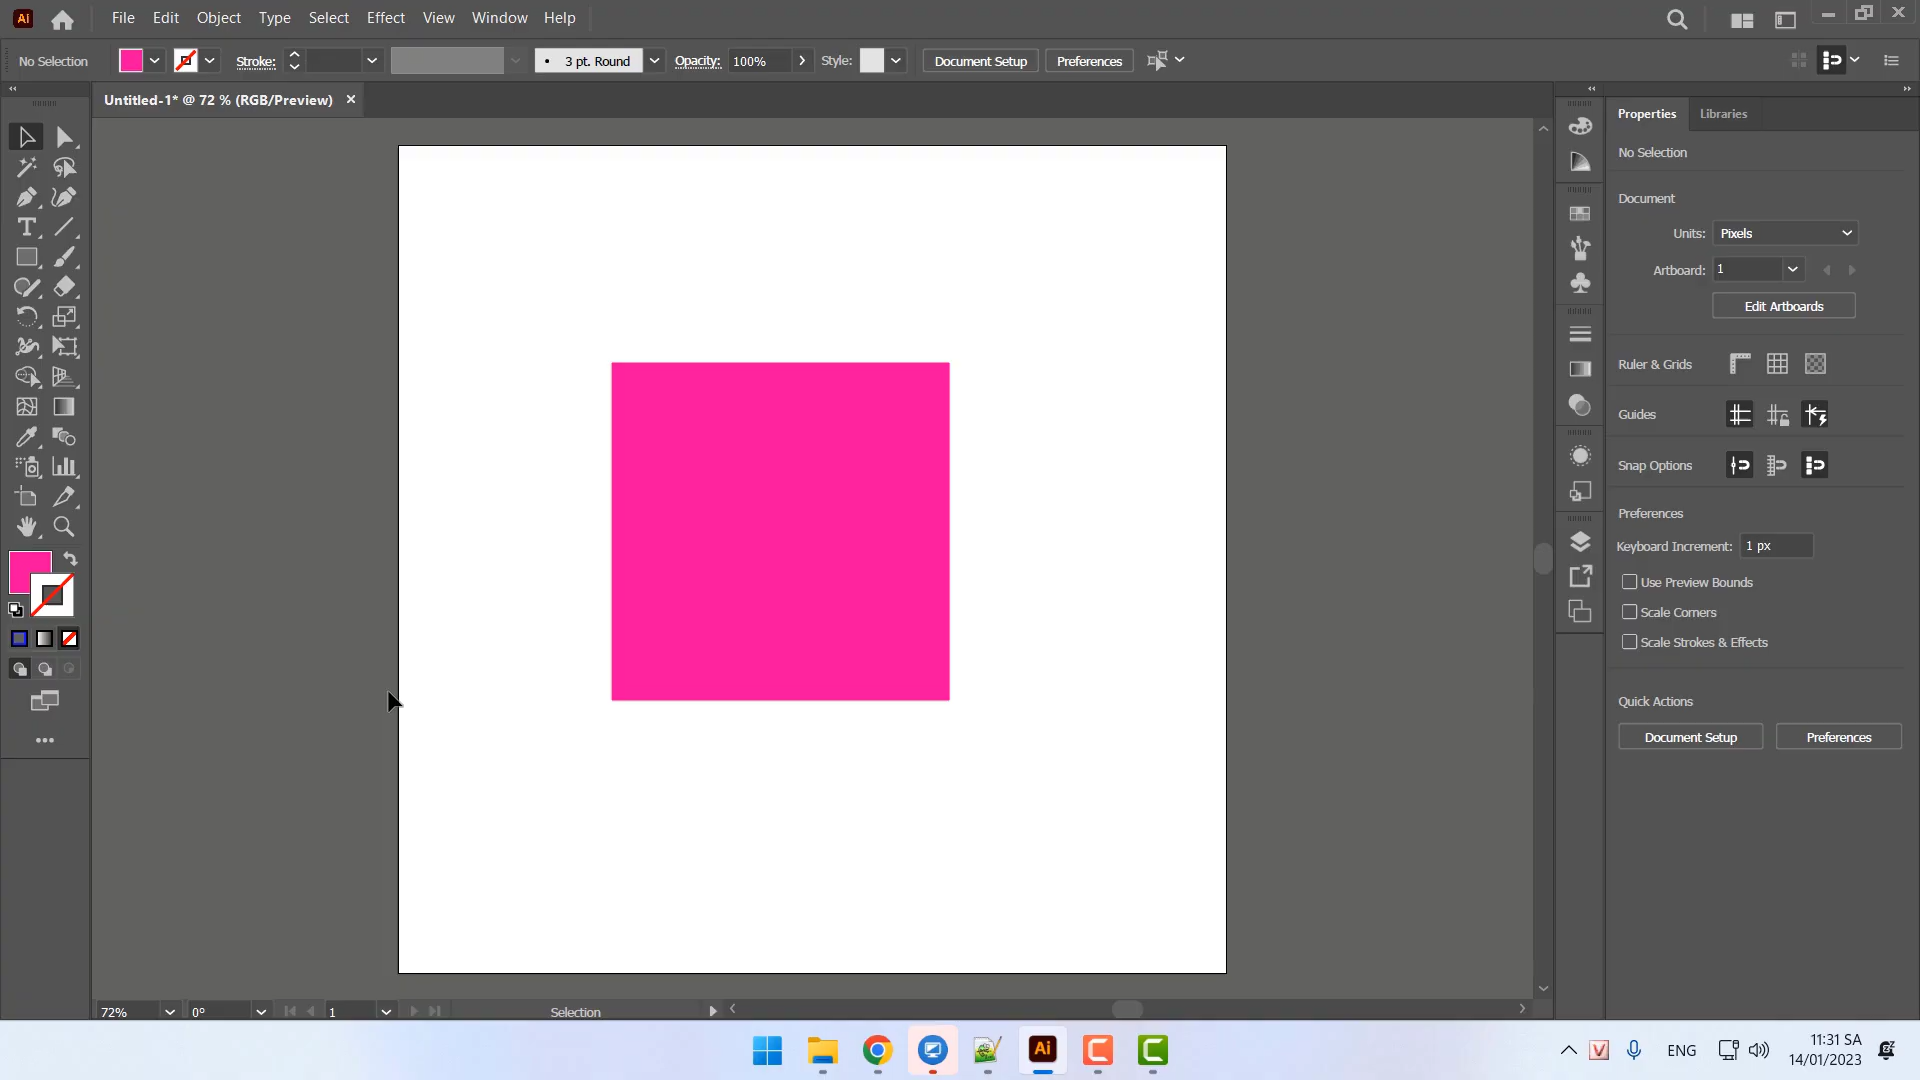 Ai File Edit Object Type Select Effect View Window Help
No Selection Stroke: 3 pt. Round Opacity: 100% Style: Document Setup Preferences
Untitled-1* @ 72 % (RGB/Preview)
Properties Libraries
No Selection
Document
Units: Pixels
Artboard: 1
Edit Artboards
Ruler & Grids
Guides
Snap Options
Preferences
Keyboard Increment: 1 px
Use Preview Bounds
Scale Corners
Scale Strokes & Effects
Quick Actions
Document Setup Preferences
72% 0° 1 Selection
Ai ENG 11:31 SA
14/01/2023